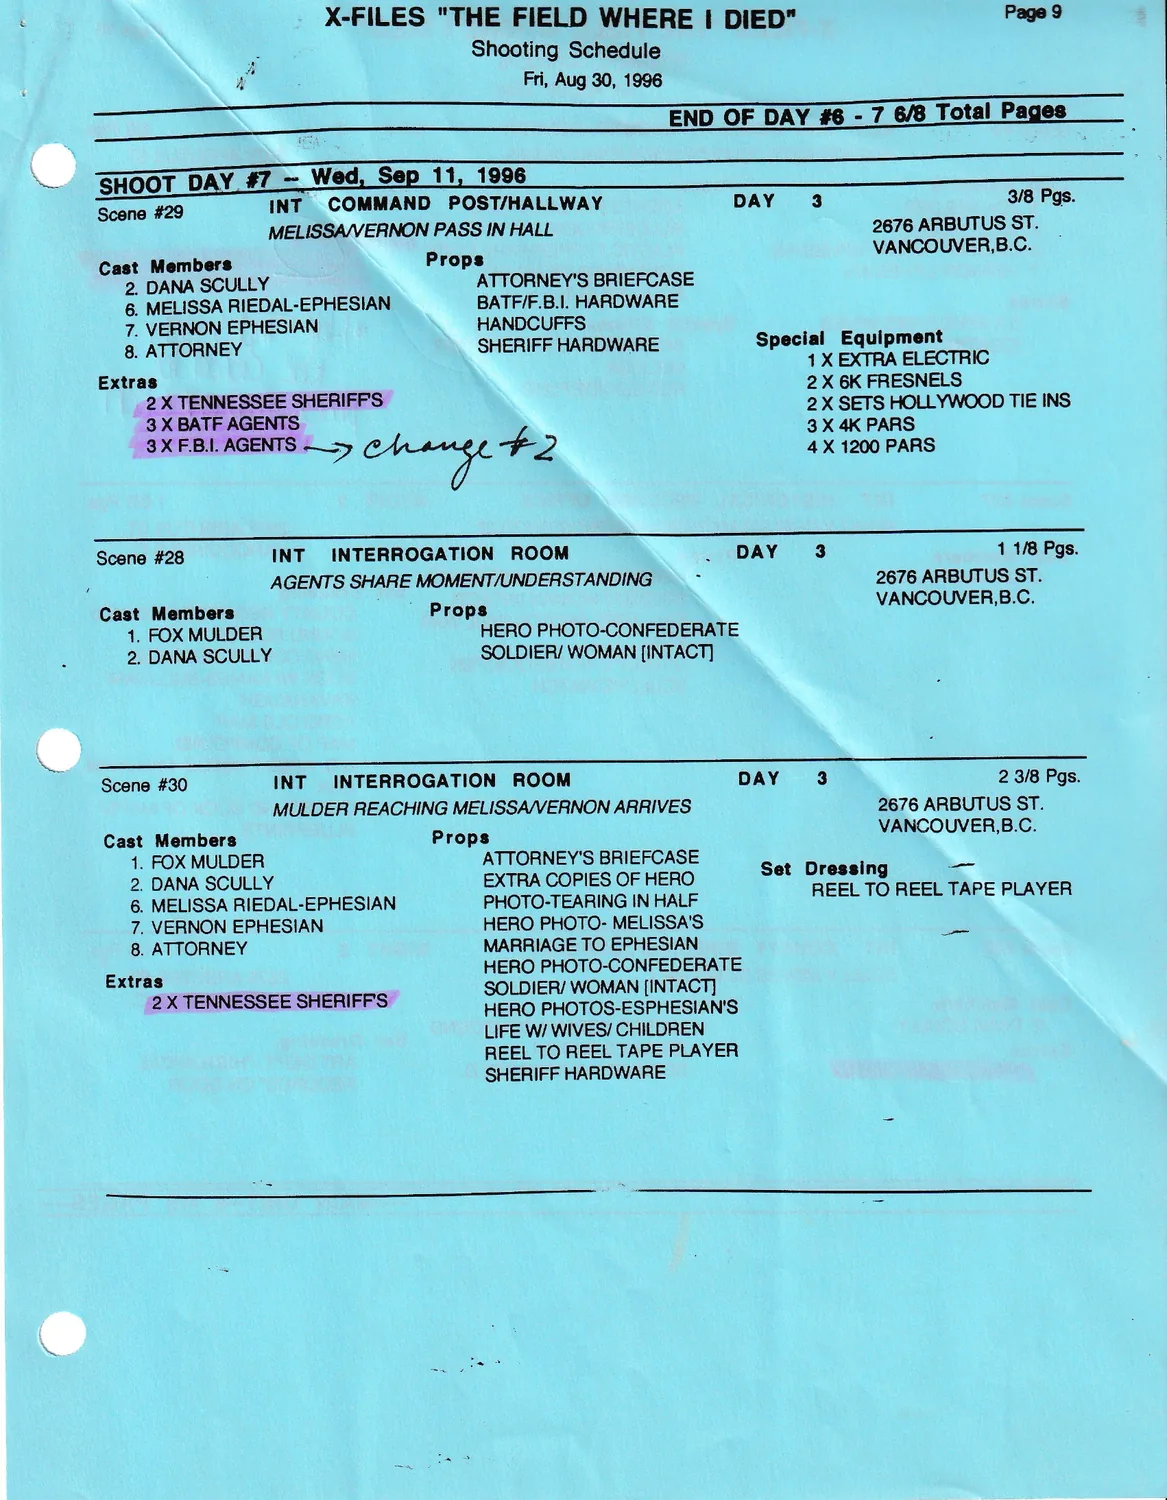 X-FILES "THE FIELD WHERE I DIED"
Page 9
Shooting Schedule
Fri, Aug 30, 1996
END OF DAY #6 - 7 6/8 Total Pages
SHOOT DAY #7 -- Wed, Sep 11, 1996
Scene #29 INT COMMAND POST/HALLWAY DAY 3 3/8 Pgs.
MELISSA/VERNON PASS IN HALL
2676 ARBUTUS ST.
VANCOUVER,B.C.
Cast Members
2. DANA SCULLY
6. MELISSA RIEDAL-EPHESIAN
7. VERNON EPHESIAN
8. ATTORNEY
Props
ATTORNEY'S BRIEFCASE
BATF/F.B.I. HARDWARE
HANDCUFFS
SHERIFF HARDWARE
Special Equipment
1 X EXTRA ELECTRIC
2 X 6K FRESNELS
2 X SETS HOLLYWOOD TIE INS
3 X 4K PARS
4 X 1200 PARS
Extras
2 X TENNESSEE SHERIFF'S
3 X BATF AGENTS
3 X F.B.I. AGENTS → change #2
Scene #28 INT INTERROGATION ROOM DAY 3 1 1/8 Pgs.
AGENTS SHARE MOMENT/UNDERSTANDING
2676 ARBUTUS ST.
VANCOUVER,B.C.
Cast Members
1. FOX MULDER
2. DANA SCULLY
Props
HERO PHOTO-CONFEDERATE
SOLDIER/ WOMAN [INTACT]
Scene #30 INT INTERROGATION ROOM DAY 3 2 3/8 Pgs.
MULDER REACHING MELISSA/VERNON ARRIVES
2676 ARBUTUS ST.
VANCOUVER,B.C.
Cast Members
1. FOX MULDER
2. DANA SCULLY
6. MELISSA RIEDAL-EPHESIAN
7. VERNON EPHESIAN
8. ATTORNEY
Props
ATTORNEY'S BRIEFCASE
EXTRA COPIES OF HERO
PHOTO-TEARING IN HALF
HERO PHOTO- MELISSA'S
MARRIAGE TO EPHESIAN
HERO PHOTO-CONFEDERATE
SOLDIER/ WOMAN [INTACT]
HERO PHOTOS-ESPHESIAN'S
LIFE W/ WIVES/ CHILDREN
REEL TO REEL TAPE PLAYER
SHERIFF HARDWARE
Set Dressing
REEL TO REEL TAPE PLAYER
Extras
2 X TENNESSEE SHERIFF'S